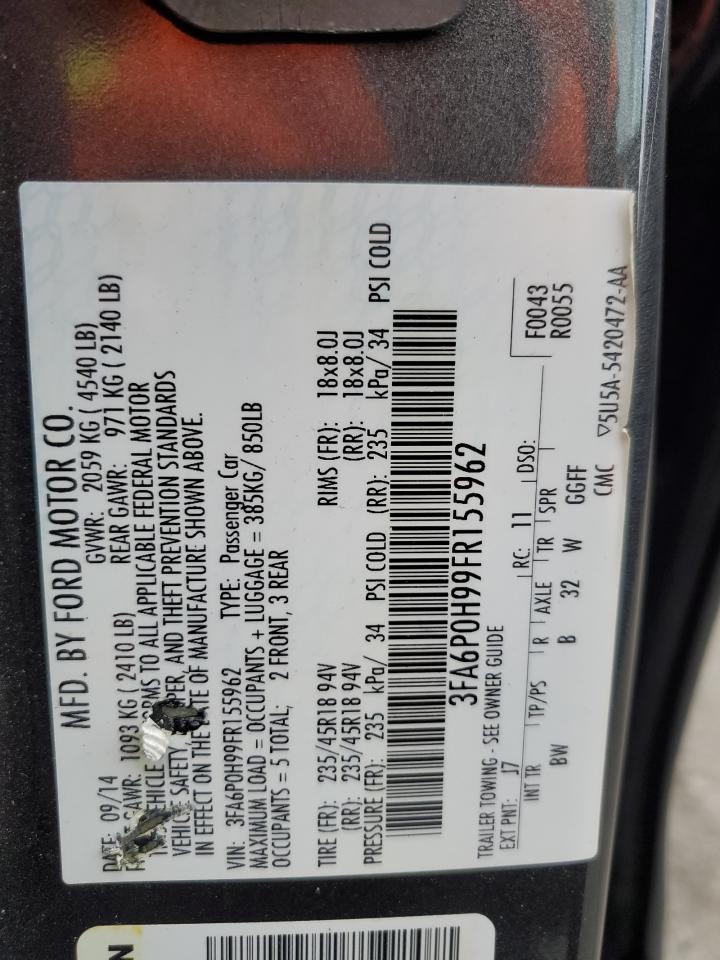 MFD. BY FORD MOTOR CO.
DATE: 09/14 GVWR: 2059 KG ( 4540 LB)
GAWR: 1093 KG ( 2410 LB) REAR GAWR: 971 KG ( 2140 LB)
VEHICLE TO ALL APPLICABLE FEDERAL MOTOR
VEHICLE SAFETY, AND THEFT PREVENTION STANDARDS
IN EFFECT ON THE OF MANUFACTURE SHOWN ABOVE.
VIN: 3FA6P0H99FR155962 TYPE: Passenger Car
MAXIMUM LOAD = OCCUPANTS + LUGGAGE = 385KG/ 850LB
OCCUPANTS = 5 TOTAL; 2 FRONT, 3 REAR
TIRE (FR): 235/45R18 94V RIMS (FR): 18x8.0J
(RR): 235/45R18 94V (RR): 18x8.0J
PRESSURE (FR): 235 kPa/ 34 PSI COLD (RR): 235 kPa/ 34 PSI COLD
3FA6P0H99FR155962
TRAILER TOWING - SEE OWNER GUIDE
EXT PNT: J7 RC: 11 DSO:
F0043
R0055
INT TR TP/PS R AXLE TR SPR
BW B 32 W GGFF
CMC
▽5U5A-5420472-AA
N